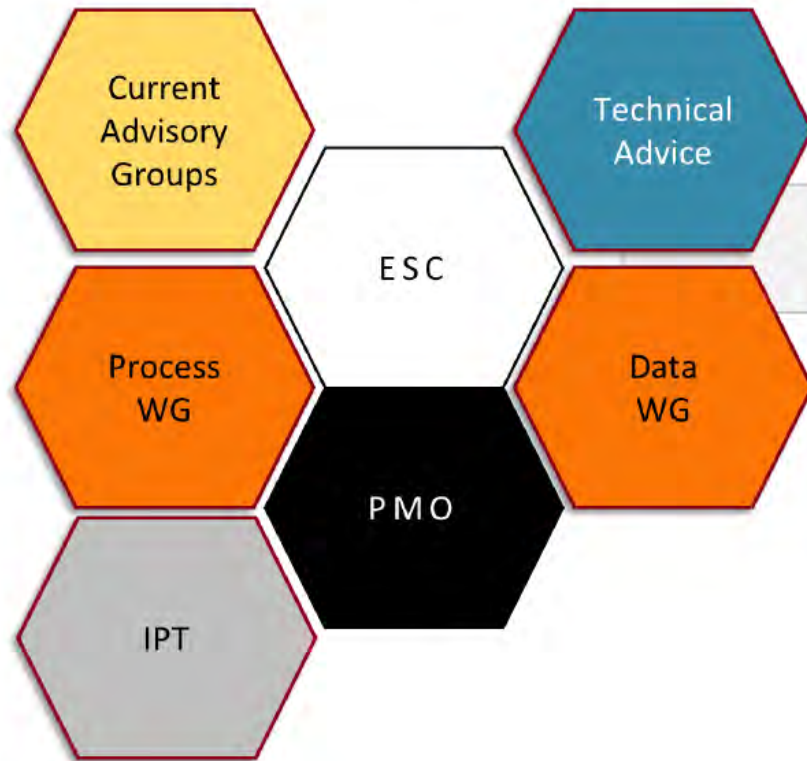 Current
Advisory
Groups
Technical
Advice
ESC
Process
WG
Data
WG
PMO
IPT